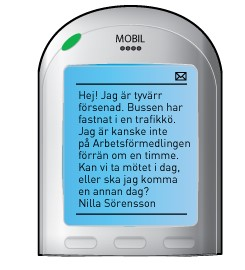 MOBIL
Hej! Jag är tyvärr
försenad. Bussen har
fastnat i en trafikkö.
Jag är kanske inte
på Arbetsförmedlingen
förrän om en timme.
Kan vi ta mötet i dag,
eller ska jag komma
en annan dag?
Nilla Sörensson